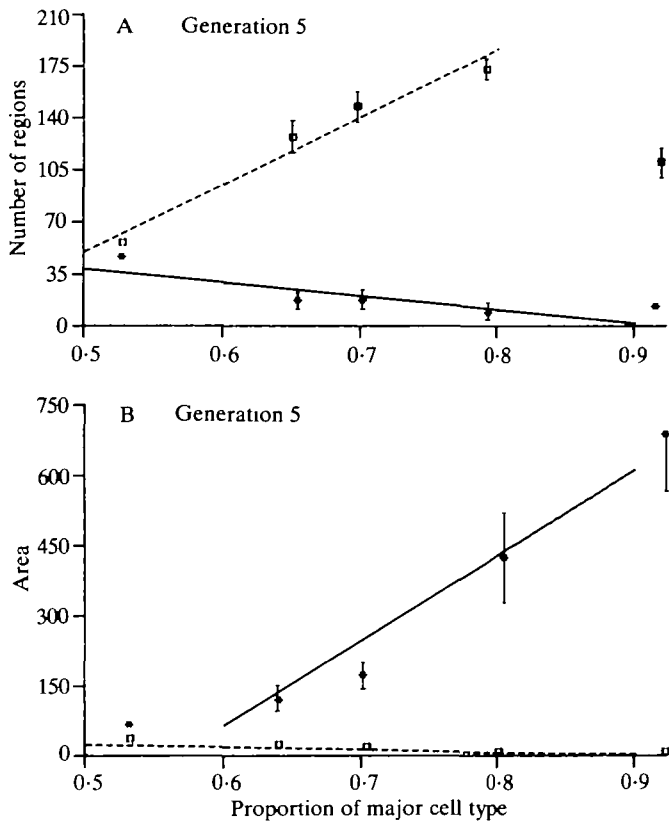 A Generation 5
Number of regions
210
175
140
105
70
35
0
0·5 0·6 0·7 0·8 0·9
B Generation 5
Area
750
600
450
300
150
0
0·5 0·6 0·7 0·8 0·9
Proportion of major cell type